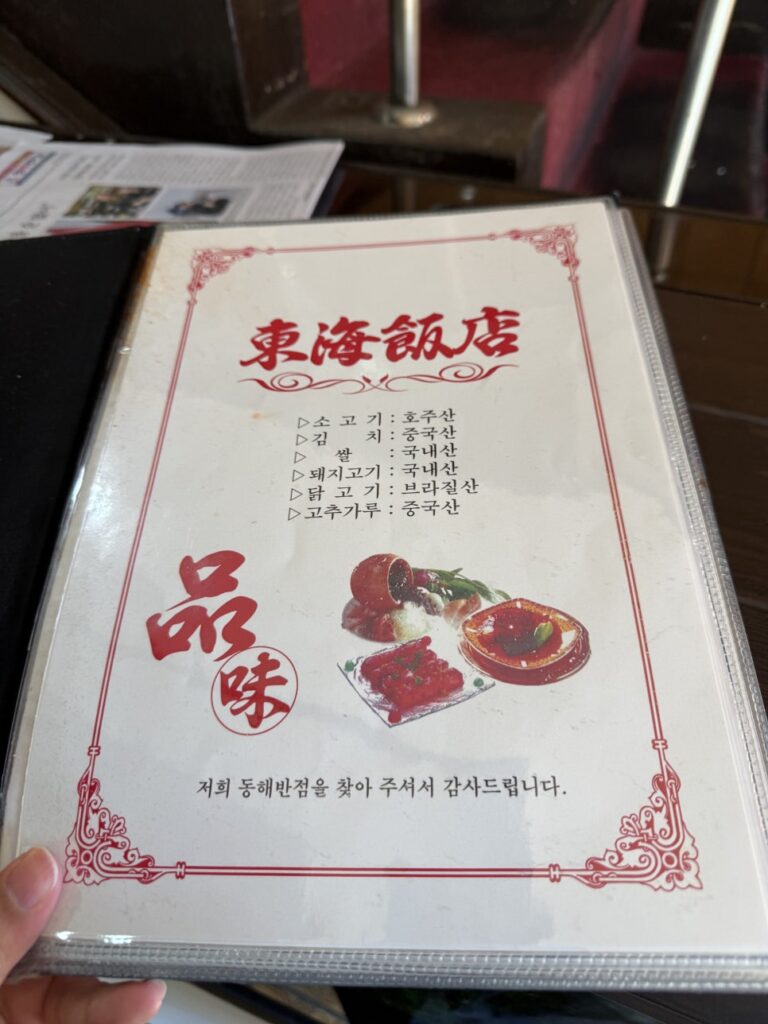 東海飯店
▷소 고 기 : 호주산
▷김 치 : 중국산
▷ 쌀 : 국내산
▷돼지고기 : 국내산
▷닭 고 기 : 브라질산
▷고추가루 : 중국산
品
味
저희 동해반점을 찾아 주셔서 감사드립니다.